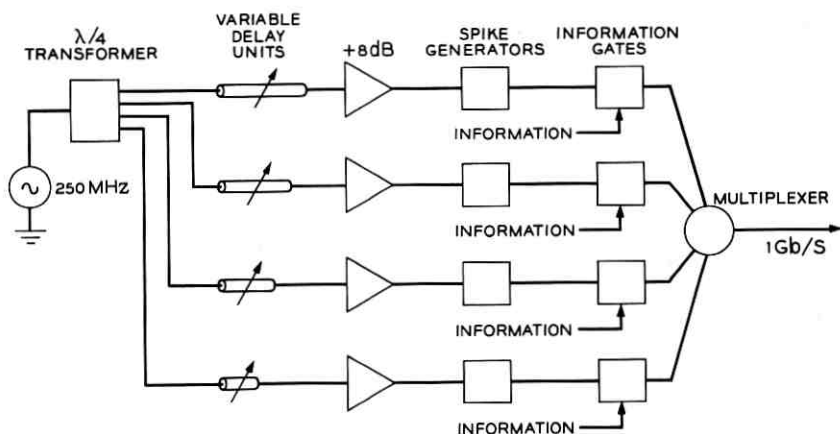 λ/4
TRANSFORMER
VARIABLE
DELAY
UNITS
+8dB
SPIKE
GENERATORS
INFORMATION
GATES
250 MHz
INFORMATION
INFORMATION
INFORMATION
INFORMATION
MULTIPLEXER
1Gb/S